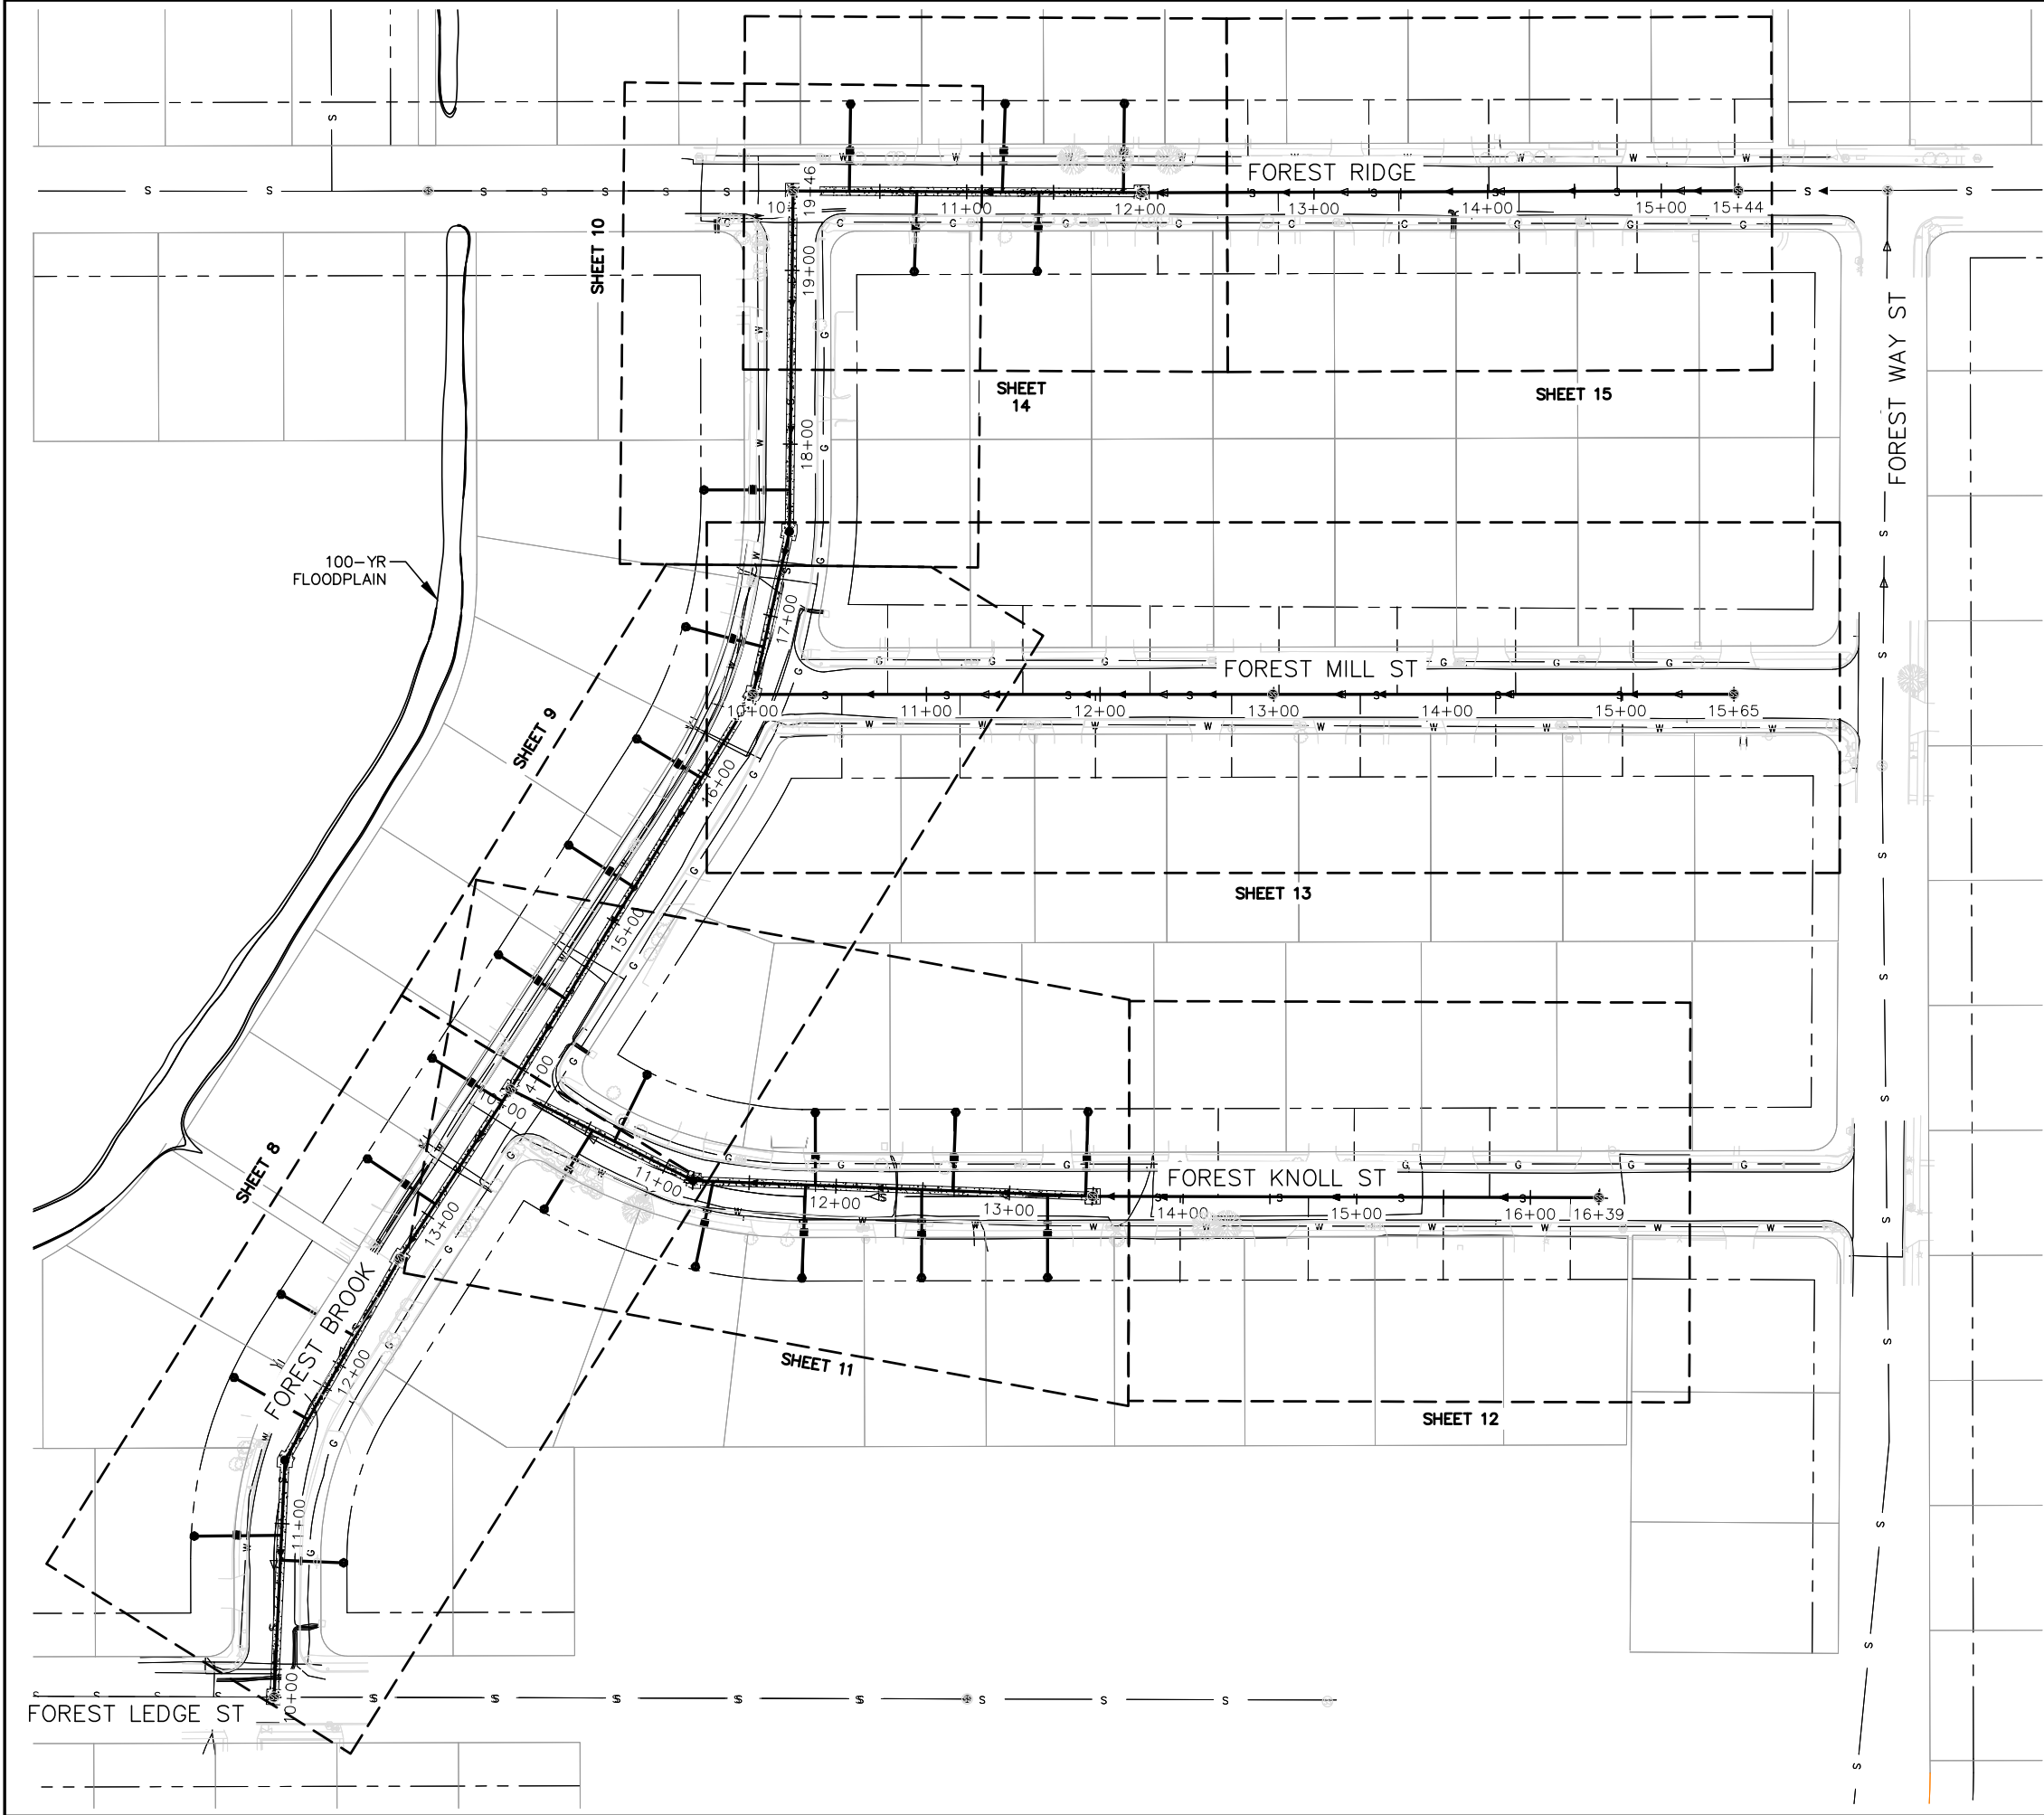 FOREST RIDGE
10+
19+46
11+00
12+00
13+00
14+00
15+00
15+44
SHEET 10
19+00
18+00
SHEET
14
SHEET 15
FOREST WAY ST
100-YR
FLOODPLAIN
17+00
FOREST MILL ST
10+00
11+00
12+00
13+00
14+00
15+00
15+65
SHEET 9
16+00
SHEET 13
15+00
14+00
10+00
SHEET 8
11+00
FOREST KNOLL ST
12+00
13+00
14+00
15+00
16+00
16+39
13+00
FOREST BROOK
12+00
SHEET 11
SHEET 12
11+00
10+00
FOREST LEDGE ST